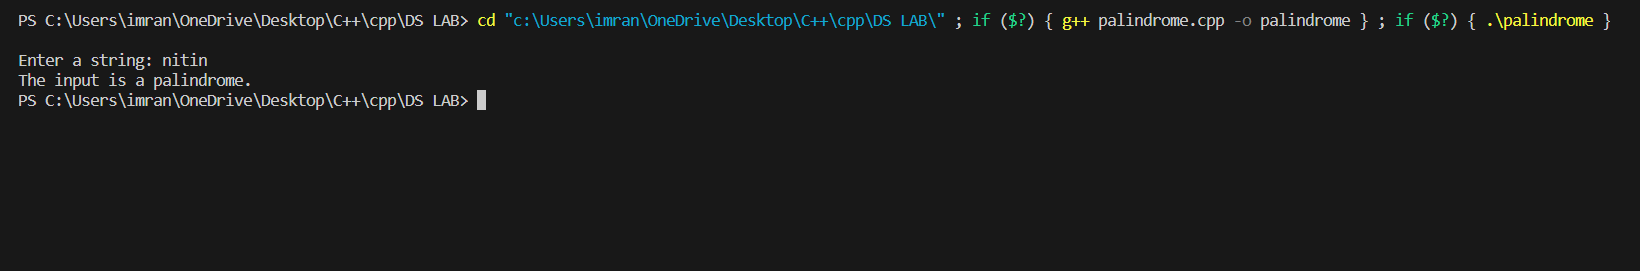 PS C:\Users\imran\OneDrive\Desktop\C++\cpp\DS LAB> cd "c:\Users\imran\OneDrive\Desktop\C++\cpp\DS LAB\" ; if ($?) { g++ palindrome.cpp -o palindrome } ; if ($?) { .\palindrome }
Enter a string: nitin
The input is a palindrome.
PS C:\Users\imran\OneDrive\Desktop\C++\cpp\DS LAB>